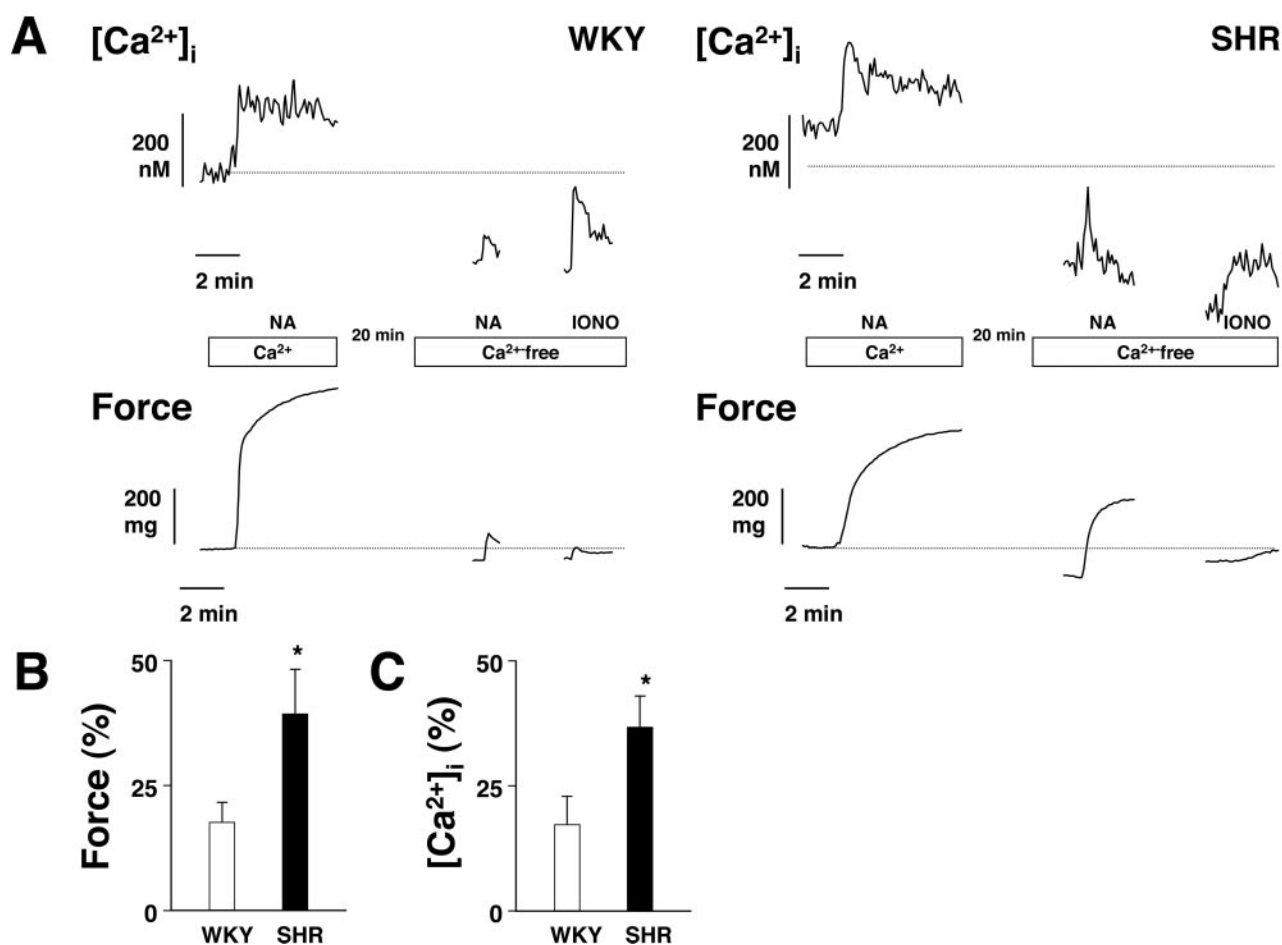 A [Ca²⁺]i WKY [Ca²⁺]i SHR
200 nM 200 nM
2 min 2 min
NA 20 min NA IONO NA 20 min NA IONO
Ca²⁺ Ca²⁺-free Ca²⁺ Ca²⁺-free
Force Force
200 mg 200 mg
2 min 2 min
B C
50 * 50 *
Force (%) [Ca²⁺]i (%)
25 25
0 0
WKY SHR WKY SHR